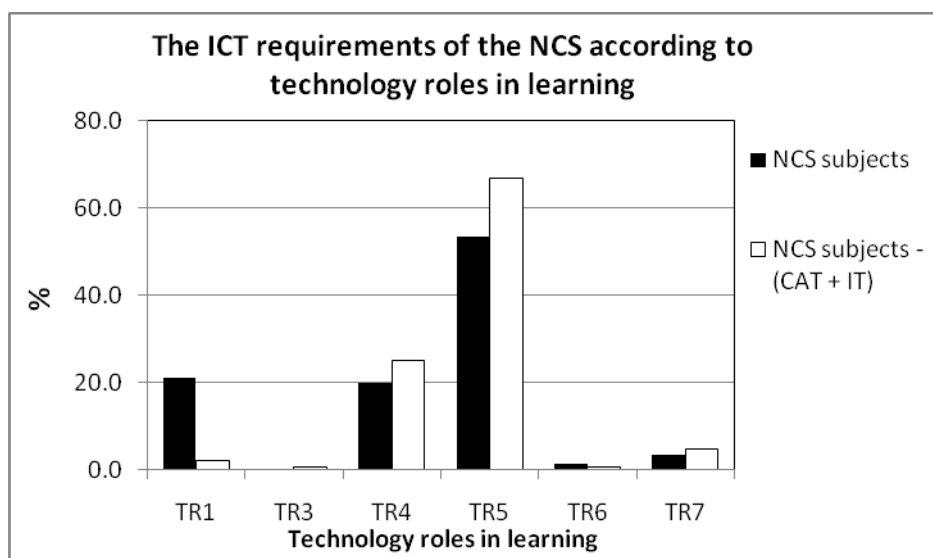 The ICT requirements of the NCS according to
technology roles in learning
80.0
60.0
40.0
20.0
0.0
%
TR1 TR3 TR4 TR5 TR6 TR7
Technology roles in learning
NCS subjects
NCS subjects -
(CAT + IT)